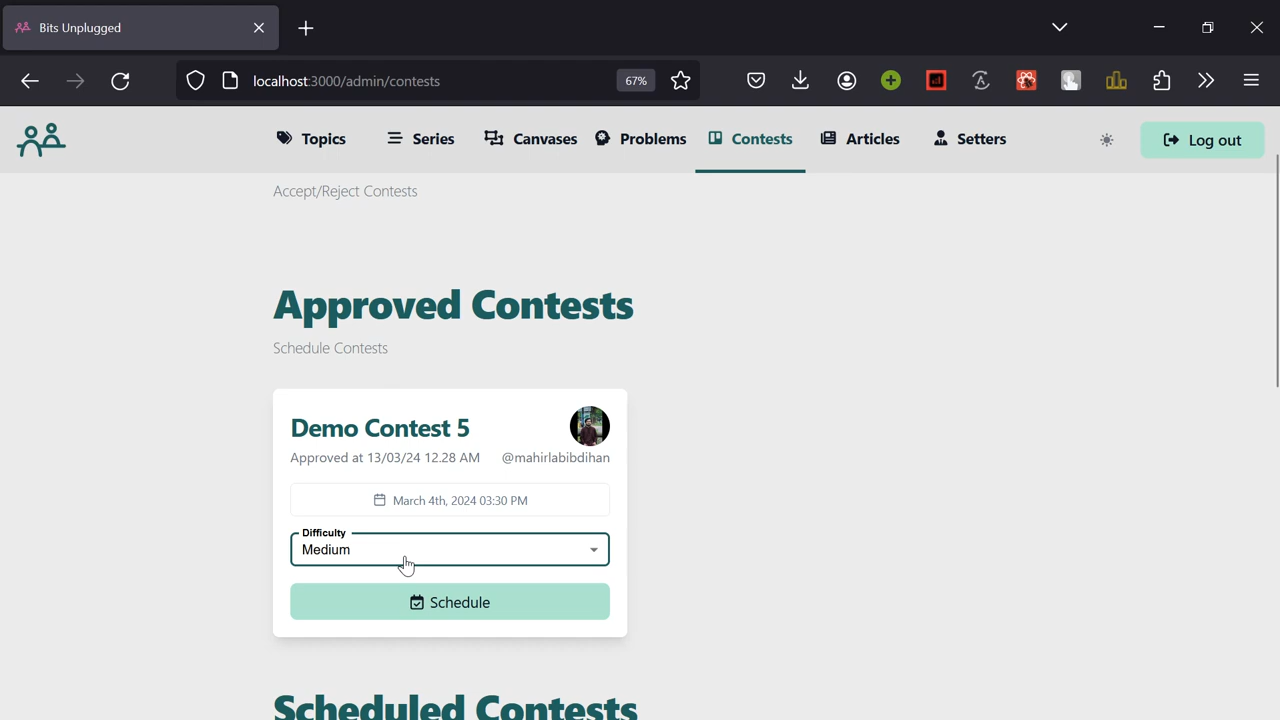 Bits Unplugged
localhost:3000/admin/contests
67%
Topics
Series
Canvases
Problems
Contests
Articles
Setters
Log out
Accept/Reject Contests
Approved Contests
Schedule Contests
Demo Contest 5
Approved at 13/03/24 12.28 AM
@mahirlabibdihan
March 4th, 2024 03:30 PM
Difficulty
Medium
Schedule
Scheduled Contests